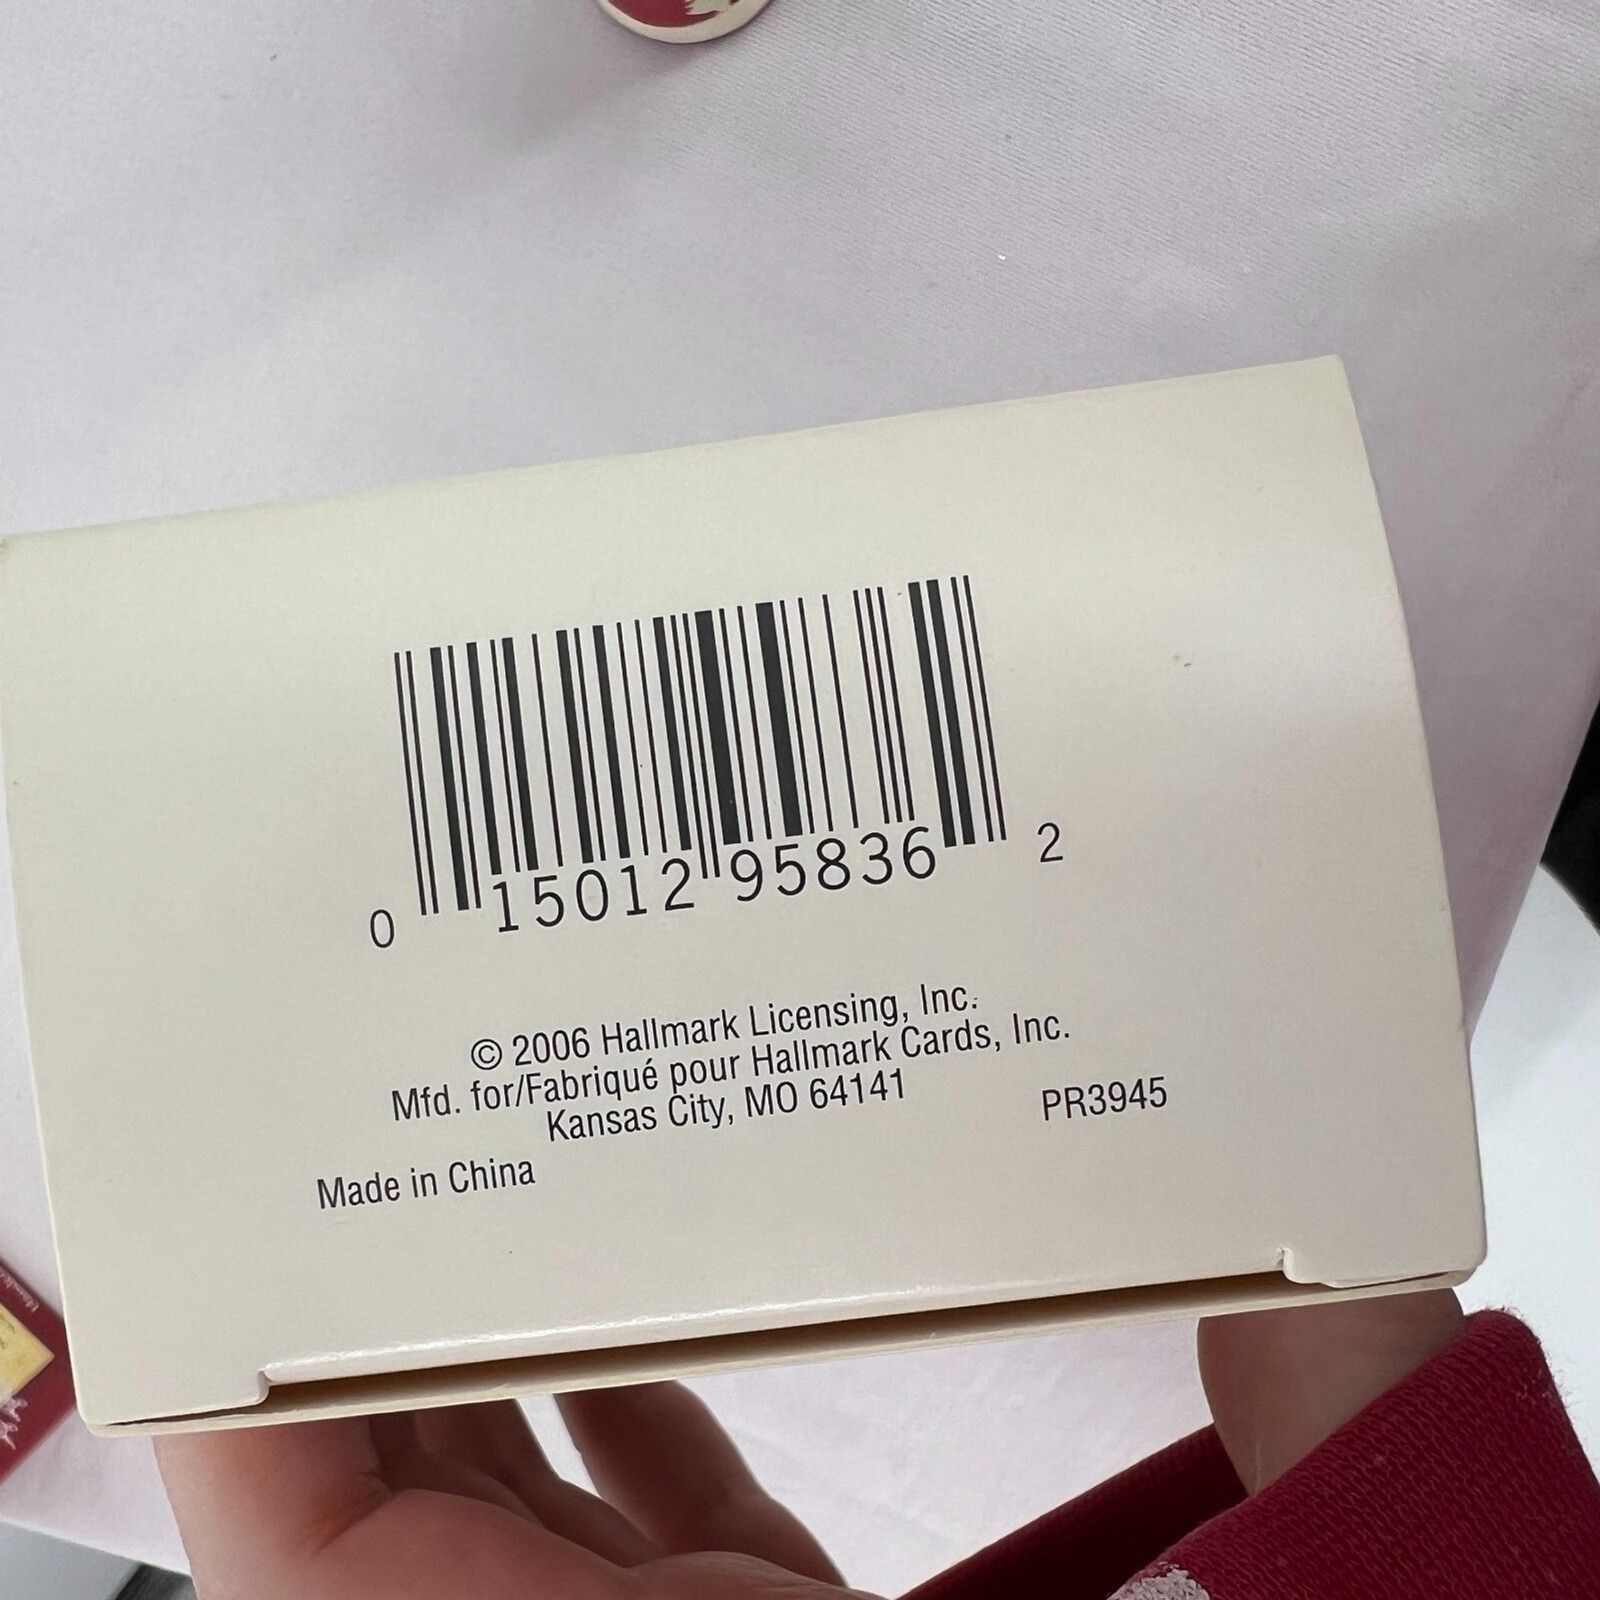 0 15012 95836 2
© 2006 Hallmark Licensing, Inc.
Mfd. for/Fabriqué pour Hallmark Cards, Inc.
Kansas City, MO 64141
PR3945
Made in China